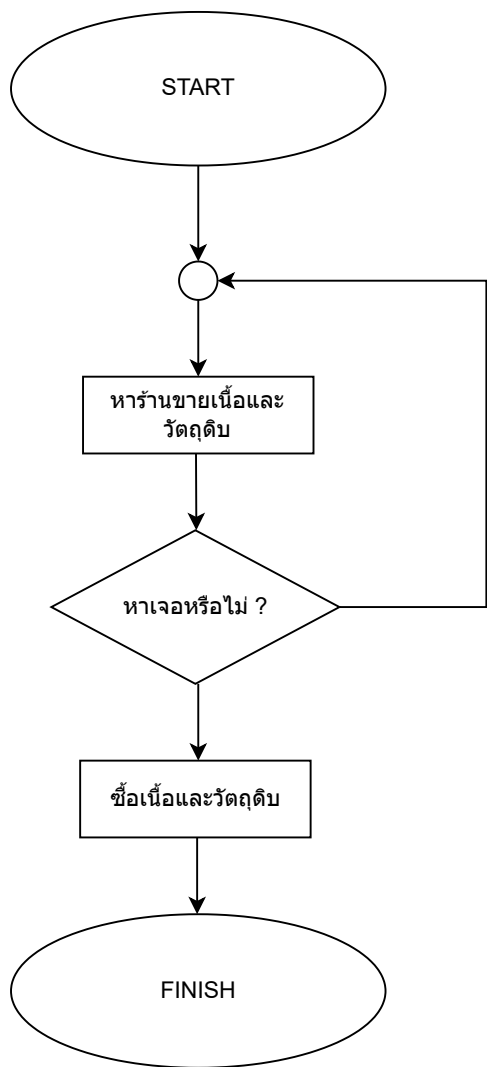 START
หาร้านขายเนื้อและ
วัตถุดิบ
หาเจอหรือไม่ ?
ซื้อเนื้อและวัตถุดิบ
FINISH